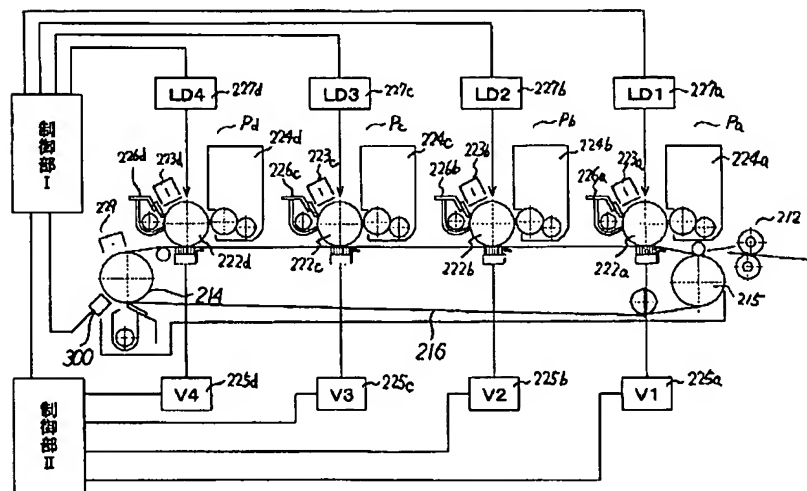 LD4 227d
LD3 227c
LD2 227b
LD1 227a
制御部 I
Pd
Pc
Pb
Pa
224d
224c
224b
224a
226d
223d
226c
223c
226b
223b
226a
223a
212
229
222d
222c
222b
222a
214
215
300
216
制御部 II
V4 225d
V3 225c
V2 225b
V1 225a